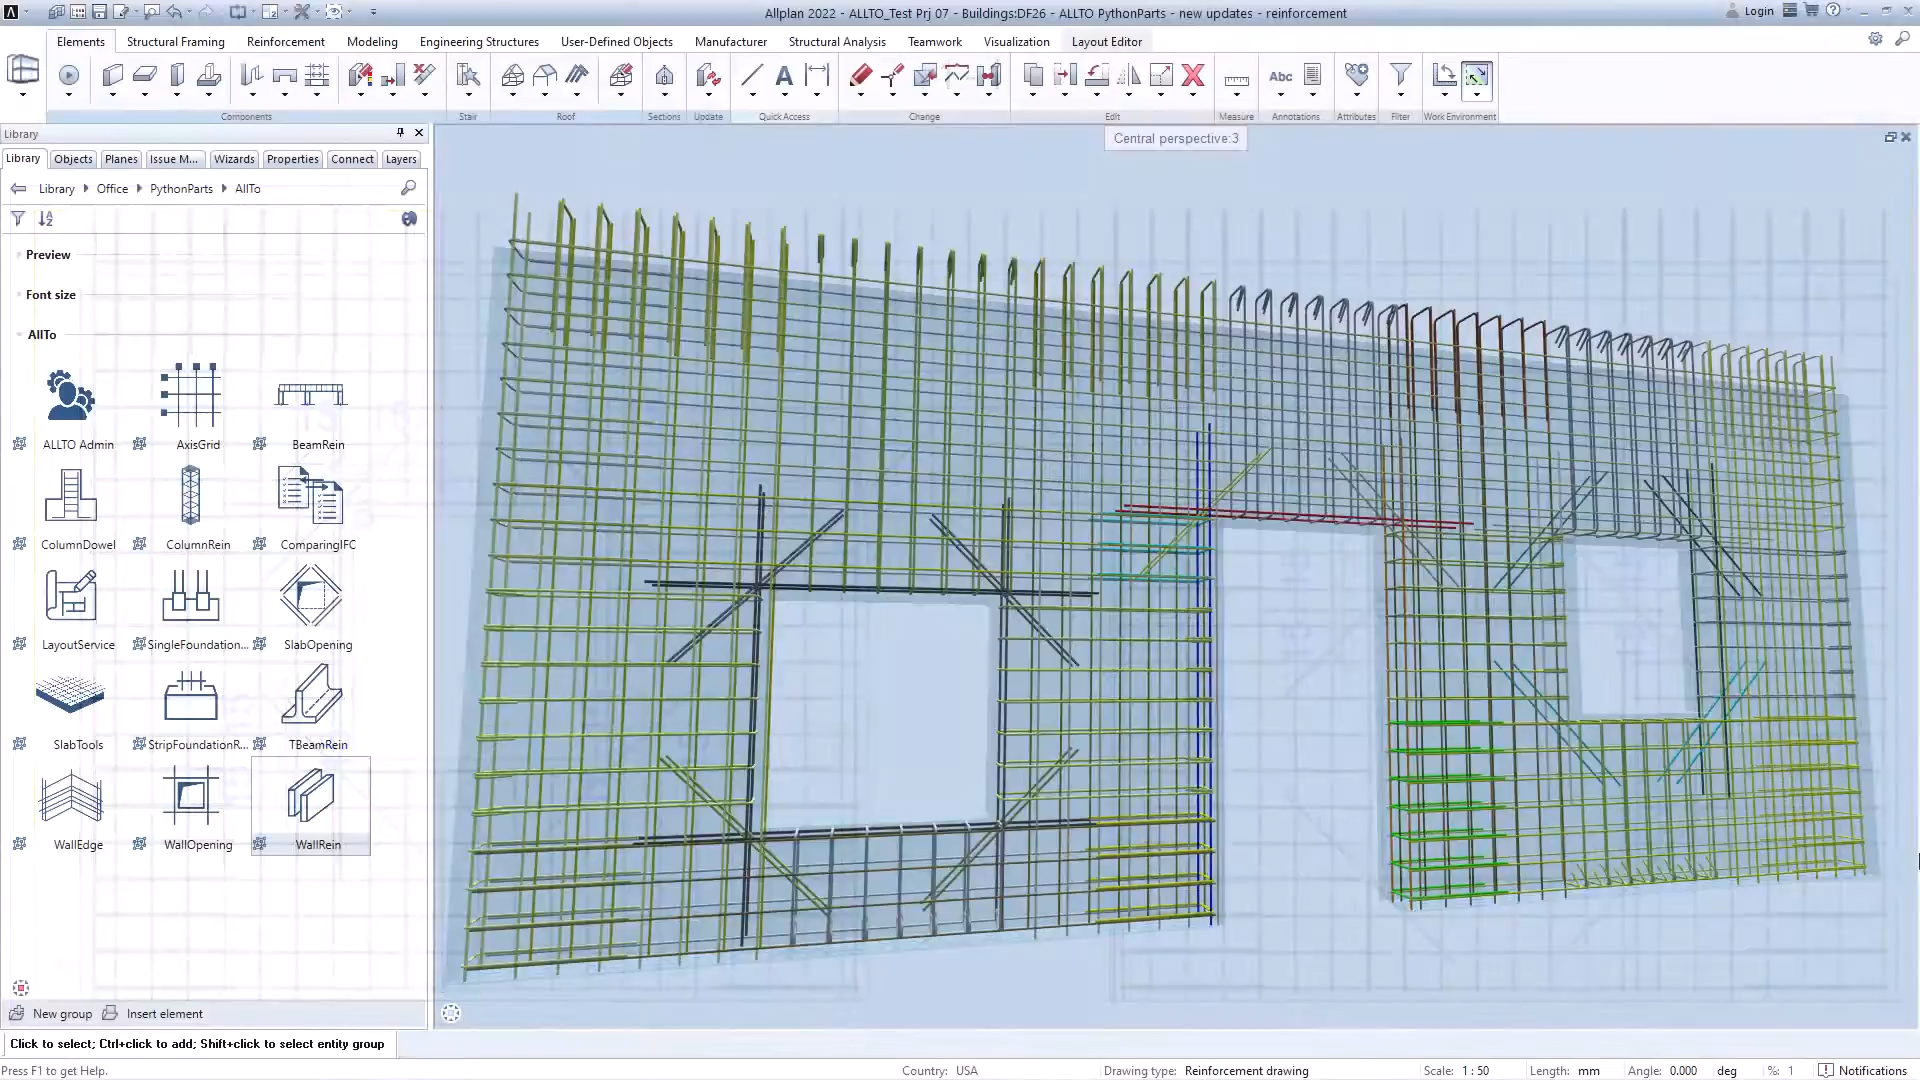 Allplan 2022 - ALLTO_Test Prj 07 - Buildings:DF26 - ALLTO PythonParts - new updates - reinforcement
Login
Elements Structural Framing Reinforcement Modeling Engineering Structures User-Defined Objects Manufacturer Structural Analysis Teamwork Visualization Layout Editor
Abc
Components Stair Roof Sections Update Quick Access Change Edit Measure Annotations Attributes Filter Work Environment
Library
Central perspective:3
Library Objects Planes Issue M... Wizards Properties Connect Layers
Library Office PythonParts AllTo
Preview
Font size
AllTo
ALLTO Admin AxisGrid BeamRein
ColumnDowel ColumnRein ComparingIFC
LayoutService SingleFoundation... SlabOpening
SlabTools StripFoundationR... TBeamRein
WallEdge WallOpening WallRein
New group Insert element
Click to select; Ctrl+click to add; Shift+click to select entity group
Press F1 to get Help. Country: USA Drawing type: Reinforcement drawing Scale: 1 : 50 Length: mm Angle: 0.000 deg %: 1 Notifications